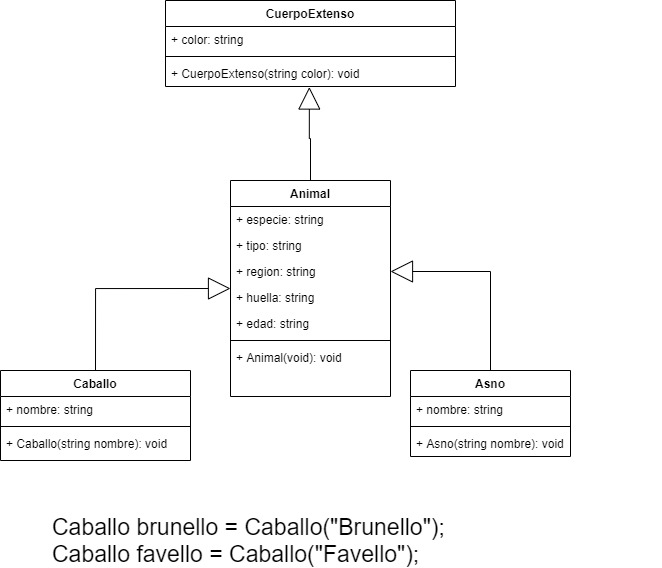 CuerpoExtenso
+ color: string
+ CuerpoExtenso(string color): void
Animal
+ especie: string
+ tipo: string
+ region: string
+ huella: string
+ edad: string
+ Animal(void): void
Caballo
+ nombre: string
+ Caballo(string nombre): void
Asno
+ nombre: string
+ Asno(string nombre): void
Caballo brunello = Caballo("Brunello");
Caballo favello = Caballo("Favello");